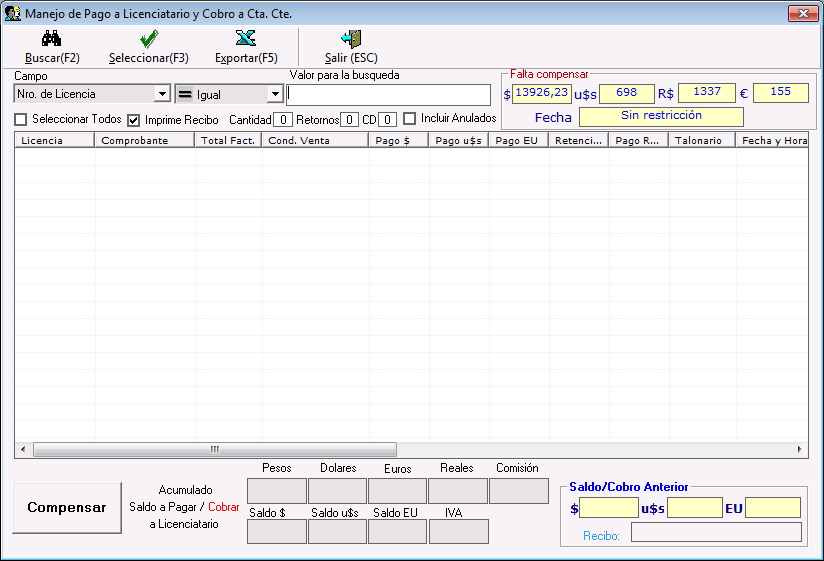 Manejo de Pago a Licenciatario y Cobro a Cta. Cte.
Buscar(F2) Seleccionar(F3) Exportar(F5) Salir (ESC)
Campo Valor para la busqueda Falta compensar
Nro. de Licencia Igual $ 13926,23 u$s 698 R$ 1337 € 155
Fecha Sin restricción
Seleccionar Todos Imprime Recibo Cantidad 0 Retornos 0 CD 0 Incluir Anulados
Licencia Comprobante Total Fact. Cond. Venta Pago $ Pago u$s Pago EU Retenci... Pago R... Talonario Fecha y Hora
Pesos Dolares Euros Reales Comisión
Compensar
Acumulado
Saldo a Pagar / Cobrar
a Licenciatario
Saldo $ Saldo u$s Saldo EU IVA
Saldo/Cobro Anterior
$ u$s EU
Recibo: